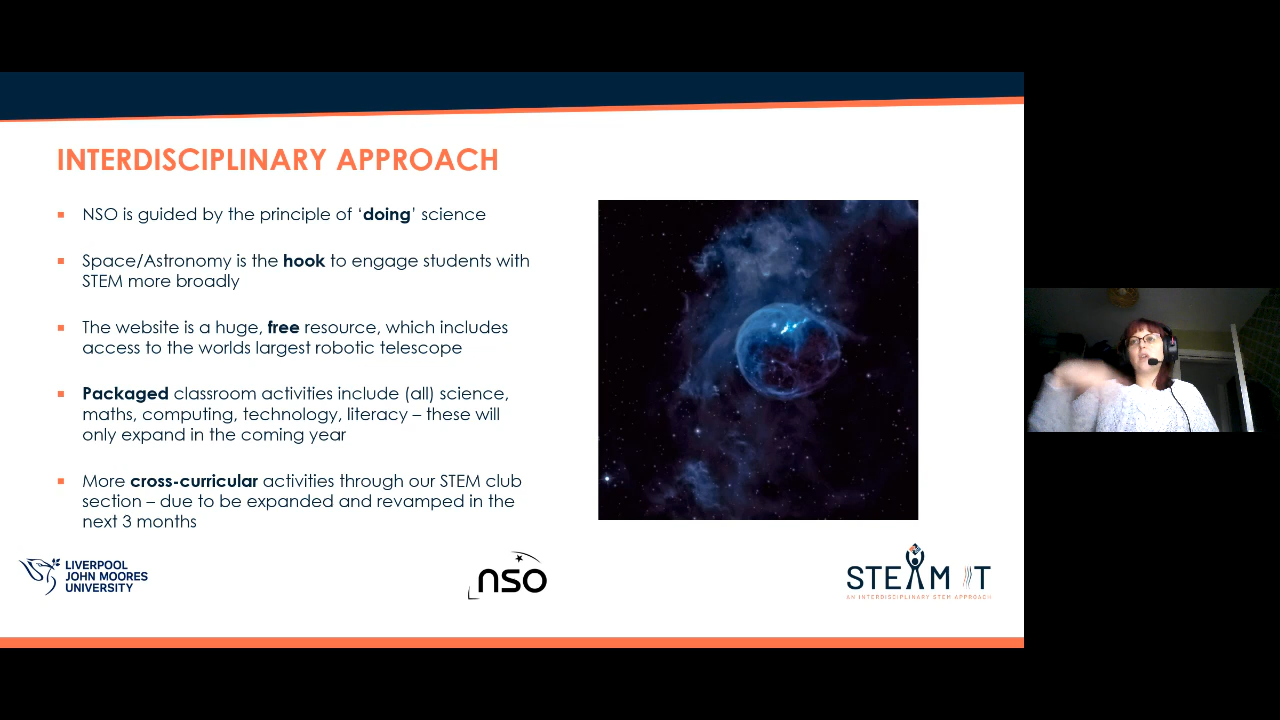 INTERDISCIPLINARY APPROACH
▪ NSO is guided by the principle of ‘doing’ science
▪ Space/Astronomy is the hook to engage students with
STEM more broadly
▪ The website is a huge, free resource, which includes
access to the worlds largest robotic telescope
▪ Packaged classroom activities include (all) science,
maths, computing, technology, literacy – these will
only expand in the coming year
▪ More cross-curricular activities through our STEM club
section – due to be expanded and revamped in the
next 3 months
LIVERPOOL
JOHN MOORES
UNIVERSITY
nso
STEAM IT
AN INTERDISCIPLINARY STEM APPROACH